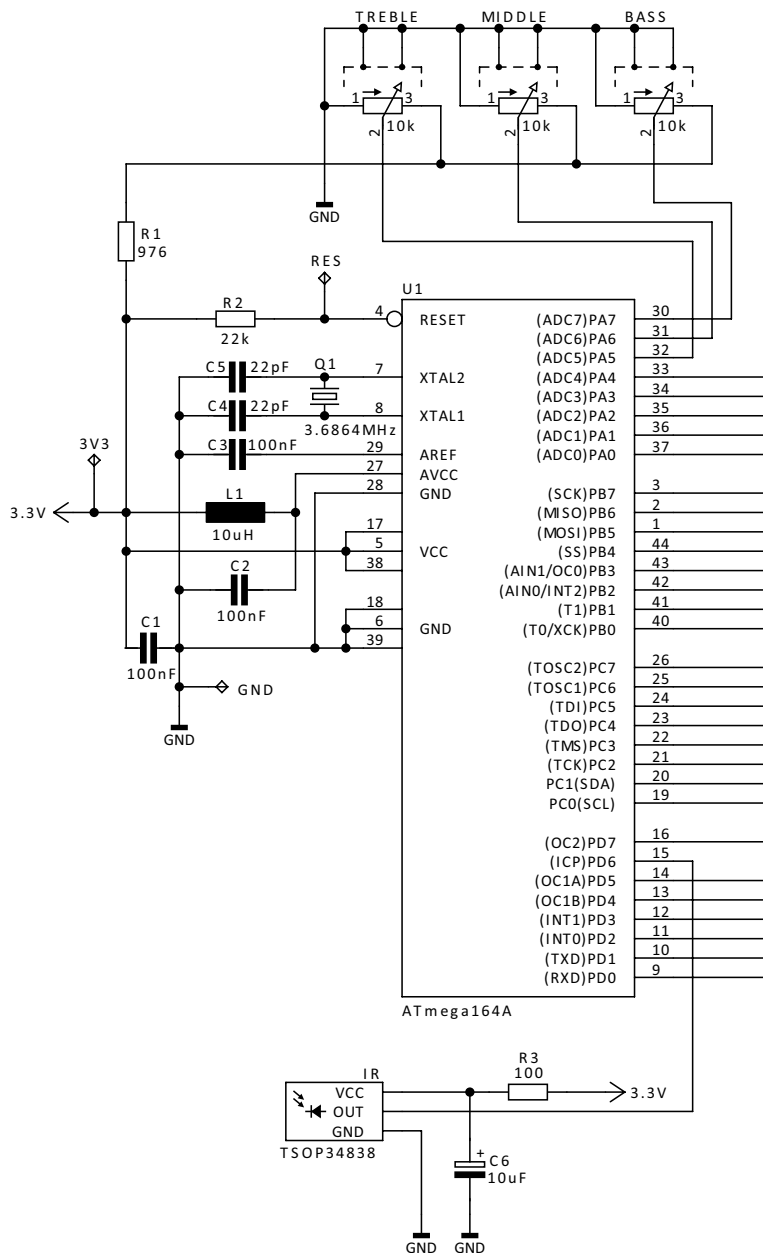 TREBLE MIDDLE BASS
1 3 1 3 1 3
2 10k 2 10k 2 10k
GND
R1
976
RES
U1
R2
22k
4 RESET (ADC7)PA7 30
(ADC6)PA6 31
(ADC5)PA5 32
C5 22pF Q1 7 XTAL2 (ADC4)PA4 33
(ADC3)PA3 34
C4 22pF 8 XTAL1 (ADC2)PA2 35
3.6864MHz
(ADC1)PA1 36
3V3 C3 100nF 29 AREF (ADC0)PA0 37
27 AVCC
28 GND (SCK)PB7 3
L1
3.3V (MISO)PB6 2
10uH 17 (MOSI)PB5 1
5 VCC (SS)PB4 44
38 (AIN1/OC0)PB3 43
C2 (AIN0/INT2)PB2 42
100nF 18 (T1)PB1 41
C1 6 GND (T0/XCK)PB0 40
39
100nF (TOSC2)PC7 26
GND (TOSC1)PC6 25
(TDI)PC5 24
(TDO)PC4 23
GND (TMS)PC3 22
(TCK)PC2 21
PC1(SDA) 20
PC0(SCL) 19
(OC2)PD7 16
(ICP)PD6 15
(OC1A)PD5 14
(OC1B)PD4 13
(INT1)PD3 12
(INT0)PD2 11
(TXD)PD1 10
(RXD)PD0 9
ATmega164A
IR R3
100
VCC 3.3V
OUT
GND
TSOP34838
+
C6
10uF
GND GND